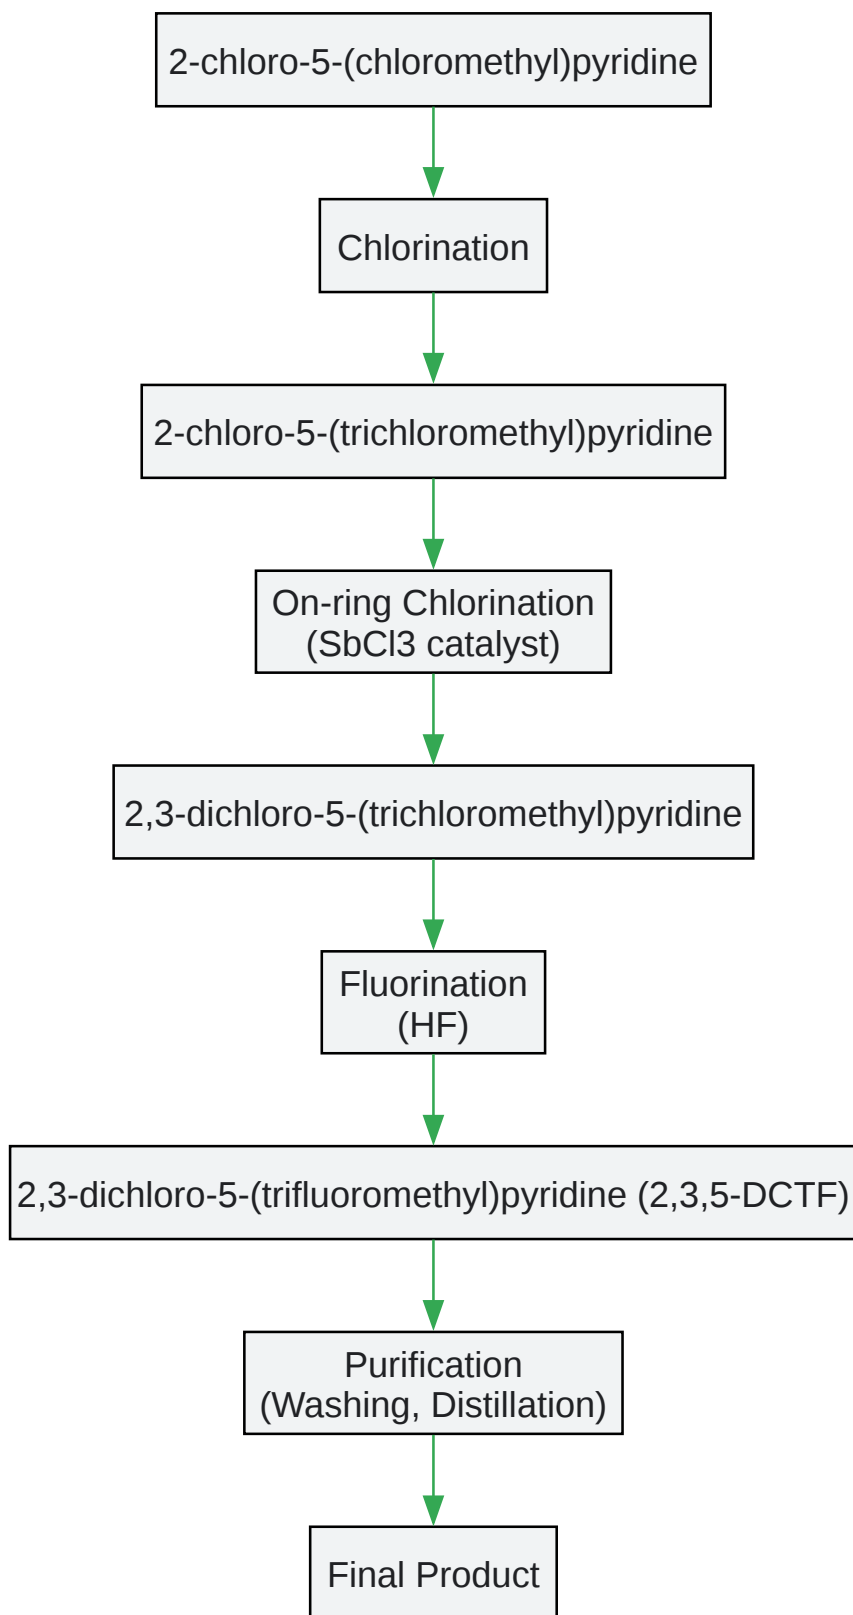 2-chloro-5-(chloromethyl)pyridine
Chlorination
2-chloro-5-(trichloromethyl)pyridine
On-ring Chlorination
(SbCl3 catalyst)
2,3-dichloro-5-(trichloromethyl)pyridine
Fluorination
(HF)
2,3-dichloro-5-(trifluoromethyl)pyridine (2,3,5-DCTF)
Purification
(Washing, Distillation)
Final Product